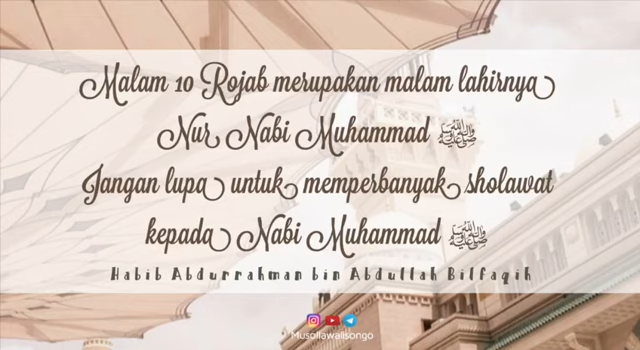 Malam 10 Rojab merupakan malam lahirnya
Nur Nabi Muhammad ﷺ
Jangan lupa untuk memperbanyak sholawat
kepada Nabi Muhammad ﷺ
Habib Abdurrahman bin Abdullah Bilfaqih
Musollawalisongo